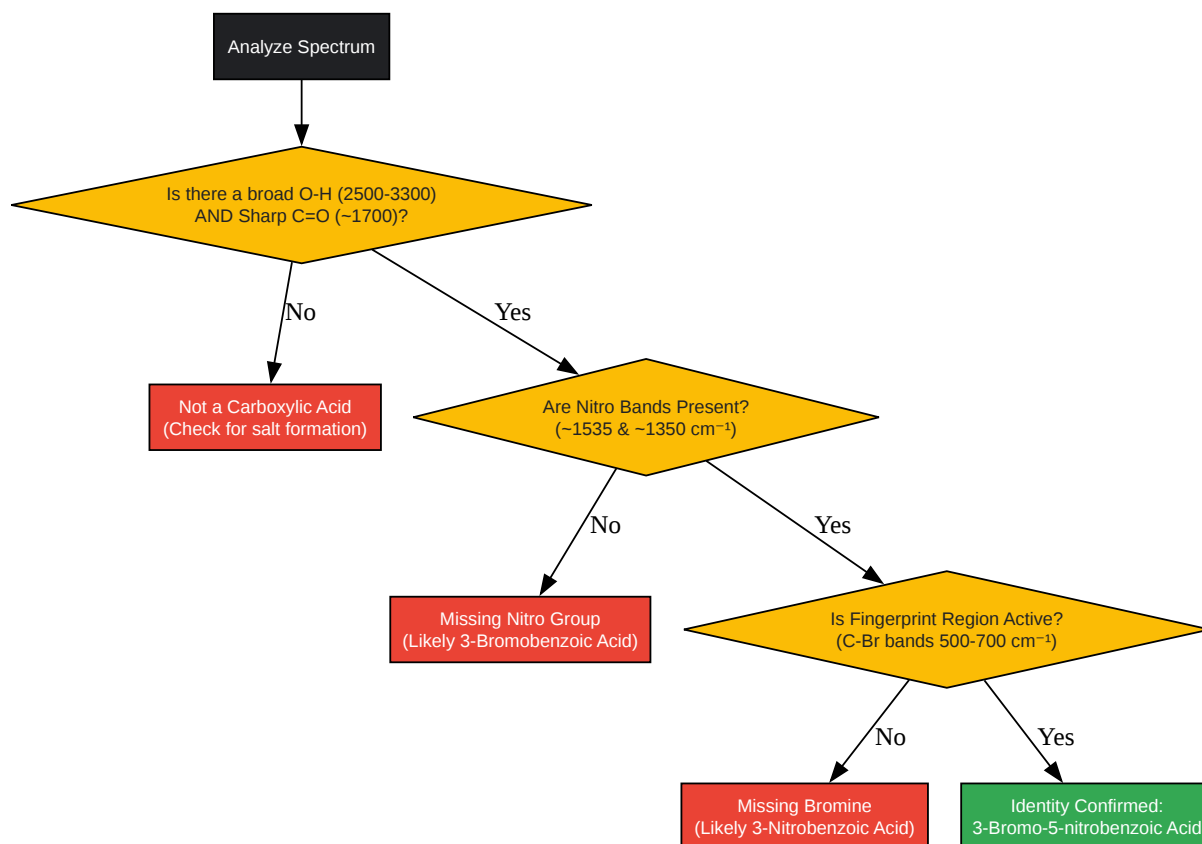 Analyze Spectrum
Is there a broad O-H (2500-3300)
AND Sharp C=O (~1700)?
No
Yes
Not a Carboxylic Acid
(Check for salt formation)
Are Nitro Bands Present?
(~1535 & ~1350 cm⁻¹)
No
Yes
Missing Nitro Group
(Likely 3-Bromobenzoic Acid)
Is Fingerprint Region Active?
(C-Br bands 500-700 cm⁻¹)
No
Yes
Missing Bromine
(Likely 3-Nitrobenzoic Acid)
Identity Confirmed:
3-Bromo-5-nitrobenzoic Acid